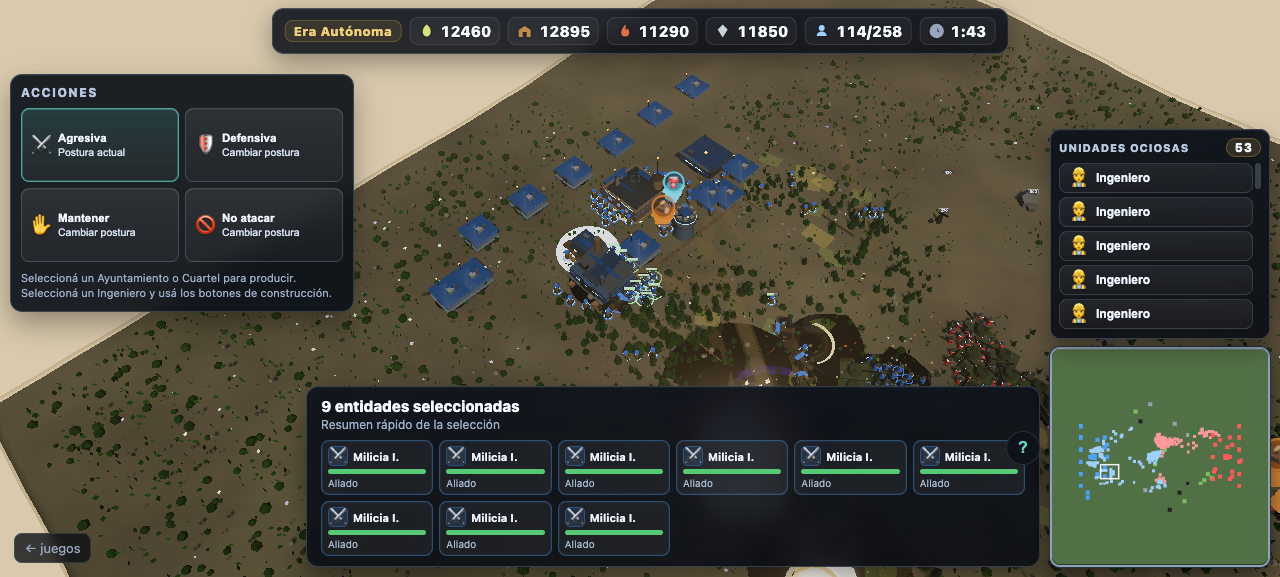 Era Autónoma 12460 12895 11290 11850 114/258 1:43
ACCIONES
Agresiva
Postura actual
Defensiva
Cambiar postura
Mantener
Cambiar postura
No atacar
Cambiar postura
Seleccioná un Ayuntamiento o Cuartel para producir.
Seleccioná un Ingeniero y usá los botones de construcción.
UNIDADES OCIOSAS 53
Ingeniero
Ingeniero
Ingeniero
Ingeniero
Ingeniero
9 entidades seleccionadas
Resumen rápido de la selección
?
Milicia I.
Aliado
Milicia I.
Aliado
Milicia I.
Aliado
Milicia I.
Aliado
Milicia I.
Aliado
Milicia I.
Aliado
Milicia I.
Aliado
Milicia I.
Aliado
Milicia I.
Aliado
← juegos